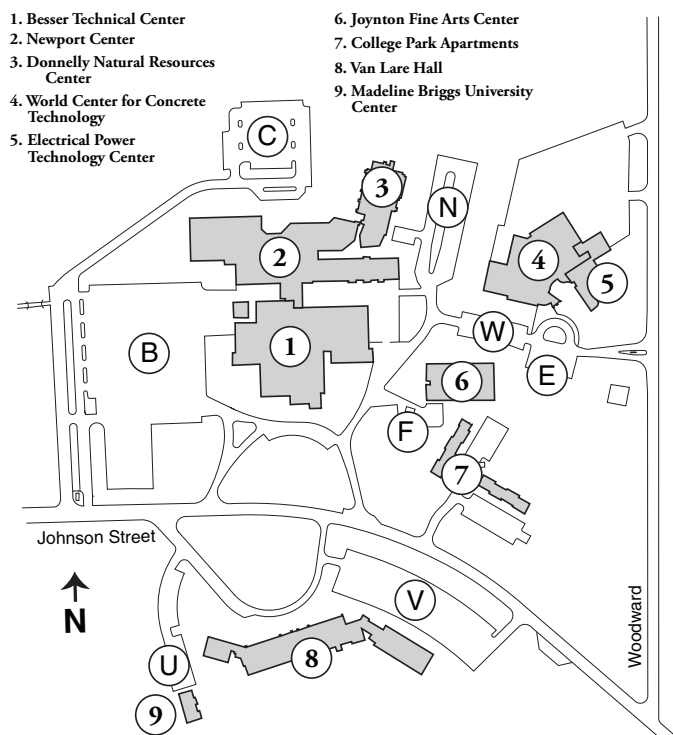 1. Besser Technical Center
2. Newport Center
3. Donnelly Natural Resources
Center
4. World Center for Concrete
Technology
5. Electrical Power
Technology Center
6. Joynton Fine Arts Center
7. College Park Apartments
8. Van Lare Hall
9. Madeline Briggs University
Center
C
3
N
2
4
5
W
B
1
E
6
F
7
Johnson Street
N
V
Woodward
8
U
9